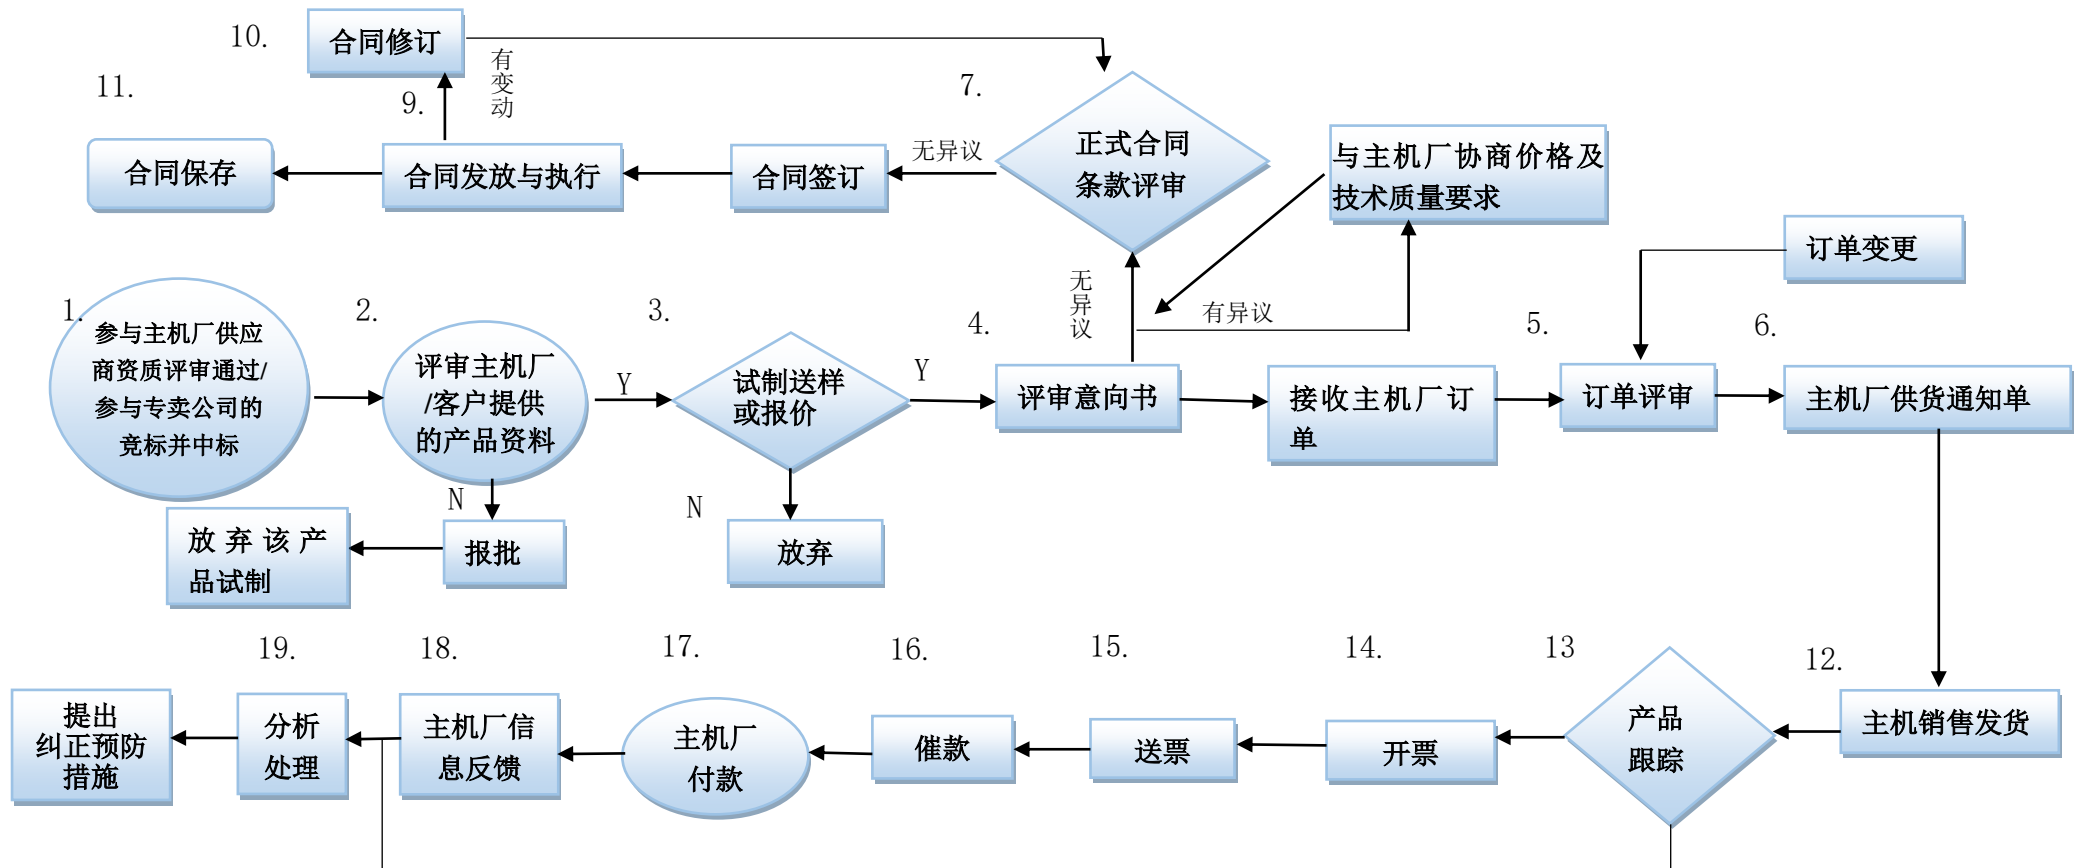 10.
合同修订
有变动
11.
9.
7.
合同保存
合同发放与执行
合同签订
无异议
正式合同
条款评审
与主机厂协商价格及
技术质量要求
订单变更
1.
参与主机厂供应
商资质评审通过/
参与专卖公司的
竞标并中标
2.
评审主机厂
/客户提供
的产品资料
Y
3.
试制送样
或报价
Y
4.
评审意向书
无异议
有异议
接收主机厂订
单
5.
订单评审
6.
主机厂供货通知单
N
报批
放弃该产
品试制
N
放弃
19.
18.
17.
16.
15.
14.
13
12.
提出
纠正预防
措施
分析
处理
主机厂信
息反馈
主机厂
付款
催款
送票
开票
产品
跟踪
主机销售发货